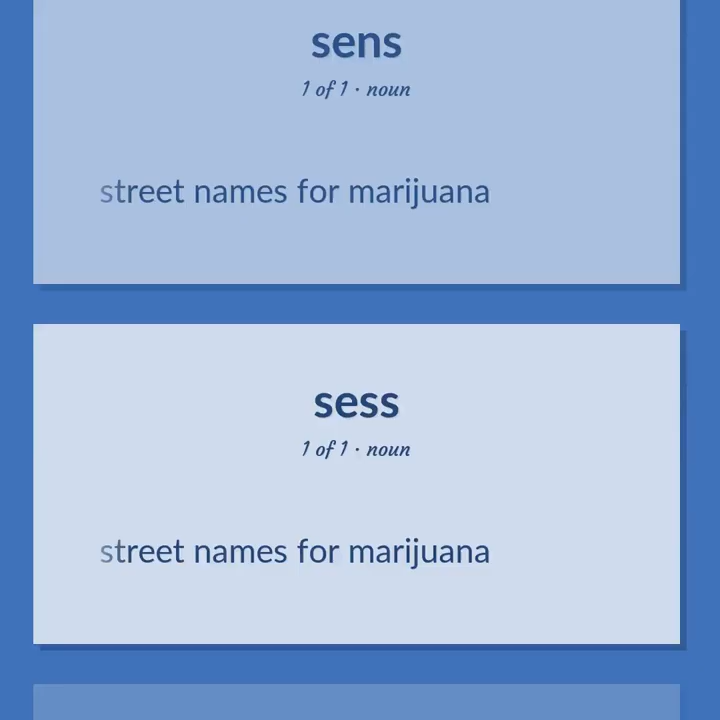 sens
1 of 1 · noun
street names for marijuana
sess
1 of 1 · noun
street names for marijuana